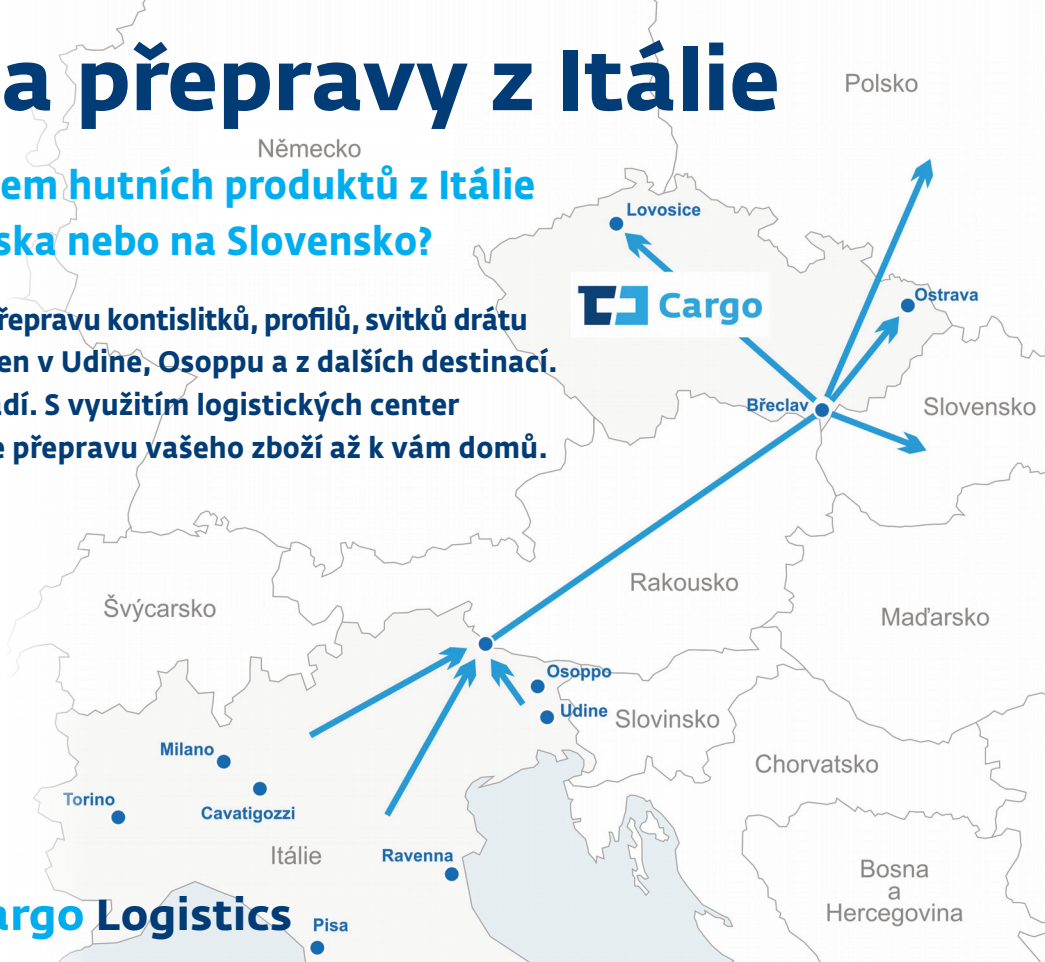 a přepravy z Itálie
Polsko
Německo
em hutních produktů z Itálie
ska nebo na Slovensko?
Lovosice
Cargo
Ostrava
řepravu kontislitků, profilů, svitků drátu
en v Udine, Osoppu a z dalších destinací.
adí. S využitím logistických center
e přepravu vašeho zboží až k vám domů.
Břeclav
Slovensko
Rakousko
Švýcarsko
Maďarsko
Osoppo
Udine
Slovinsko
Milano
Chorvatsko
Torino
Cavatigozzi
Itálie
Ravenna
Bosna
a
Hercegovina
argo Logistics
Pisa